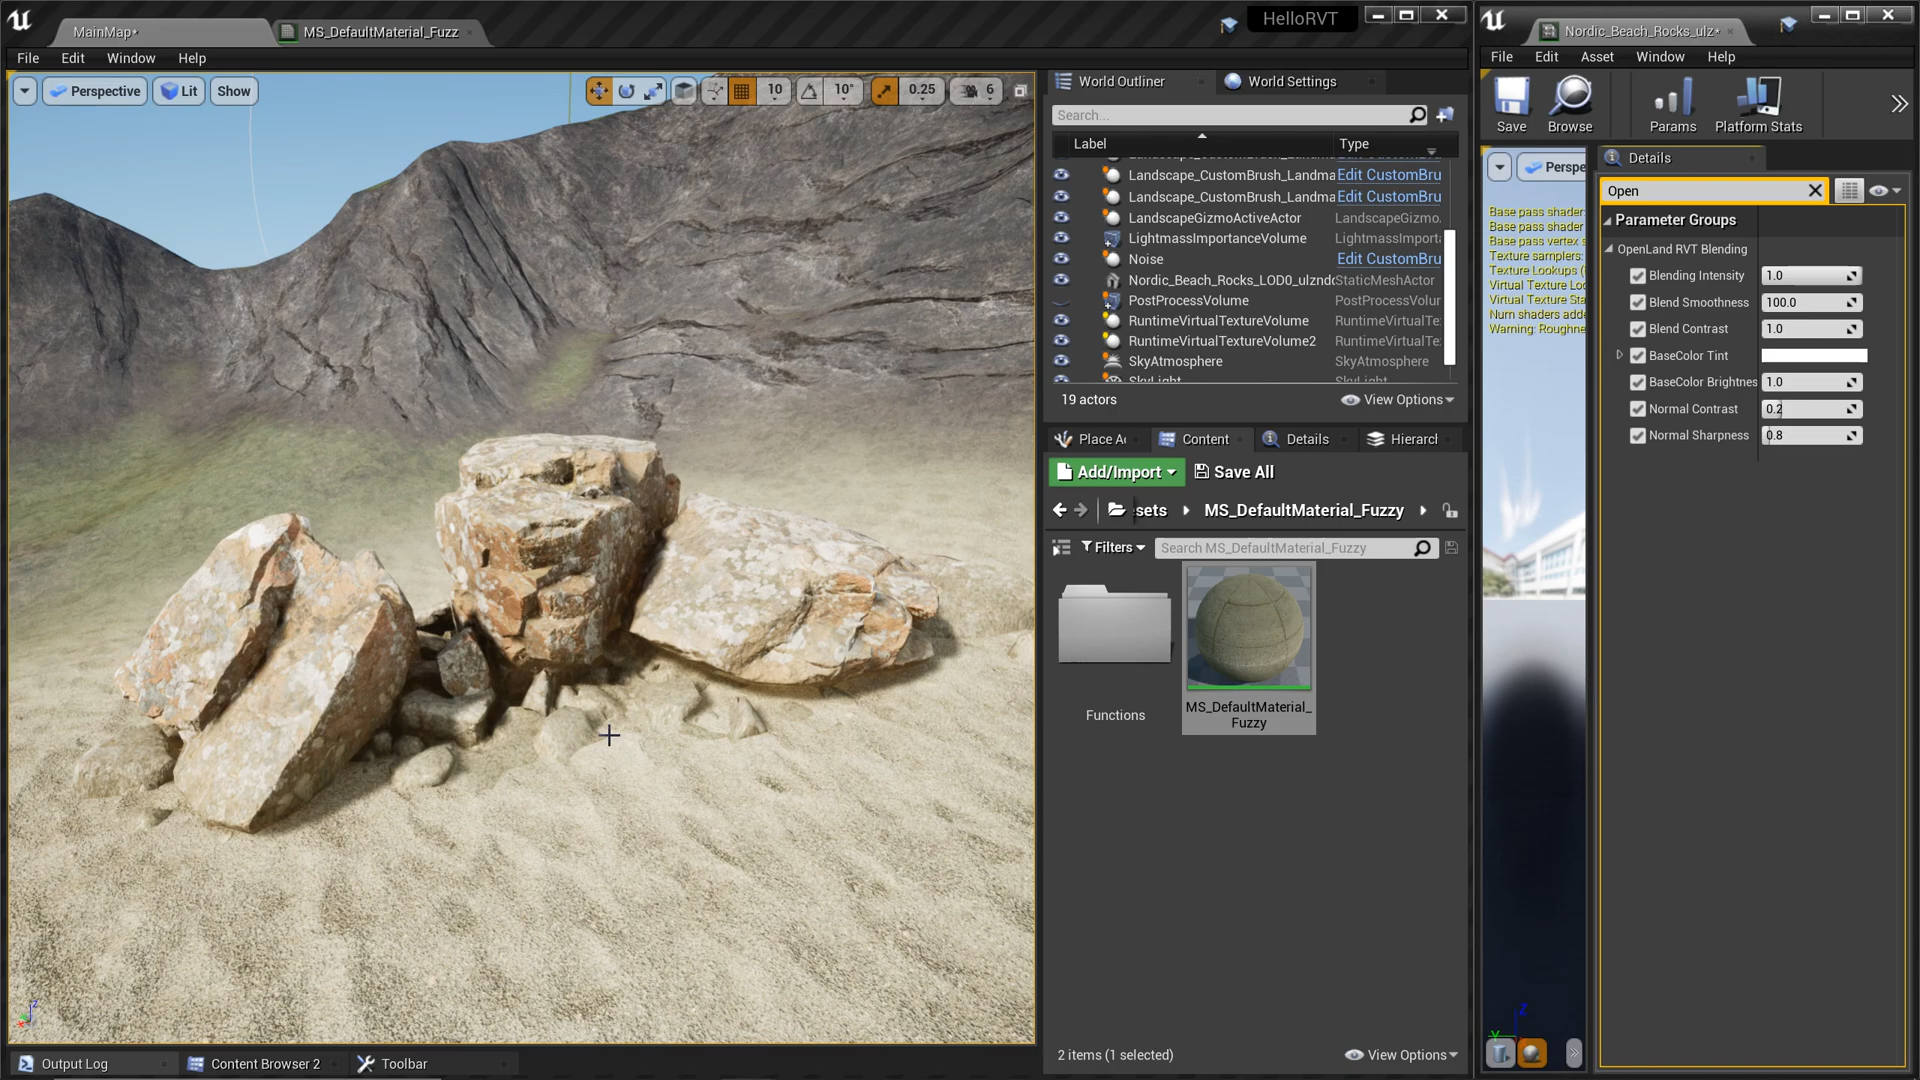 MainMap*
MS_DefaultMaterial_Fuzz
HelloRVT
File Edit Window Help
Perspective
Lit
Show
10
10°
0.25
6
World Outliner
World Settings
Search...
Label
Type
Landscape_CustomBrush_Landma Edit CustomBru
Landscape_CustomBrush_Landma Edit CustomBru
LandscapeGizmoActiveActor LandscapeGizmo
LightmassImportanceVolume LightmassImporta
Noise Edit CustomBru
Nordic_Beach_Rocks_LOD0_ulzndo StaticMeshActor
PostProcessVolume PostProcessVolur
RuntimeVirtualTextureVolume RuntimeVirtualTe
RuntimeVirtualTextureVolume2 RuntimeVirtualTe
SkyAtmosphere SkyAtmosphere
SkyLight SkyLight
19 actors
View Options
Place Ac
Content
Details
Hierarcl
Add/Import
Save All
sets
MS_DefaultMaterial_Fuzzy
Filters
Search MS_DefaultMaterial_Fuzzy
Functions
MS_DefaultMaterial_
Fuzzy
2 items (1 selected)
View Options
Output Log
Content Browser 2
Toolbar
Nordic_Beach_Rocks_ulz*
File Edit Asset Window Help
Save
Browse
Params
Platform Stats
Perspe
Base pass shader
Base pass shader
Base pass vertex s
Texture samplers:
Texture Lookups (
Virtual Texture Loo
Virtual Texture Sta
Num shaders adde
Warning: Roughne
Details
Open
Parameter Groups
OpenLand RVT Blending
Blending Intensity 1.0
Blend Smoothness 100.0
Blend Contrast 1.0
BaseColor Tint
BaseColor Brightnes 1.0
Normal Contrast 0.2
Normal Sharpness 0.8